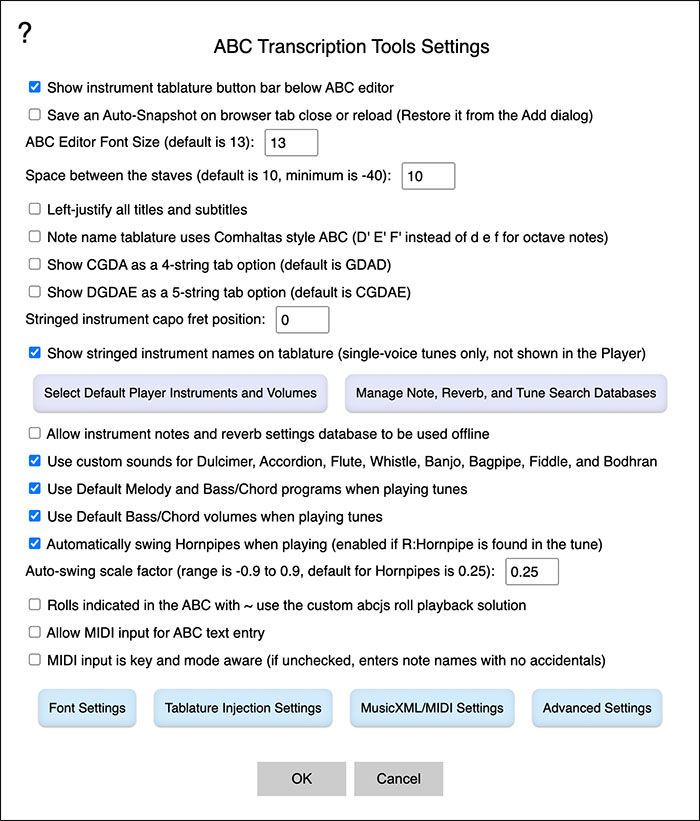 ?
ABC Transcription Tools Settings
Show instrument tablature button bar below ABC editor
Save an Auto-Snapshot on browser tab close or reload (Restore it from the Add dialog)
ABC Editor Font Size (default is 13): 13
Space between the staves (default is 10, minimum is -40): 10
Left-justify all titles and subtitles
Note name tablature uses Comhaltas style ABC (D' E' F' instead of d e f for octave notes)
Show CGDA as a 4-string tab option (default is GDAD)
Show DGDAE as a 5-string tab option (default is CGDAE)
Stringed instrument capo fret position: 0
Show stringed instrument names on tablature (single-voice tunes only, not shown in the Player)
Select Default Player Instruments and Volumes Manage Note, Reverb, and Tune Search Databases
Allow instrument notes and reverb settings database to be used offline
Use custom sounds for Dulcimer, Accordion, Flute, Whistle, Banjo, Bagpipe, Fiddle, and Bodhran
Use Default Melody and Bass/Chord programs when playing tunes
Use Default Bass/Chord volumes when playing tunes
Automatically swing Hornpipes when playing (enabled if R:Hornpipe is found in the tune)
Auto-swing scale factor (range is -0.9 to 0.9, default for Hornpipes is 0.25): 0.25
Rolls indicated in the ABC with ~ use the custom abcjs roll playback solution
Allow MIDI input for ABC text entry
MIDI input is key and mode aware (if unchecked, enters note names with no accidentals)
Font Settings Tablature Injection Settings MusicXML/MIDI Settings Advanced Settings
OK Cancel